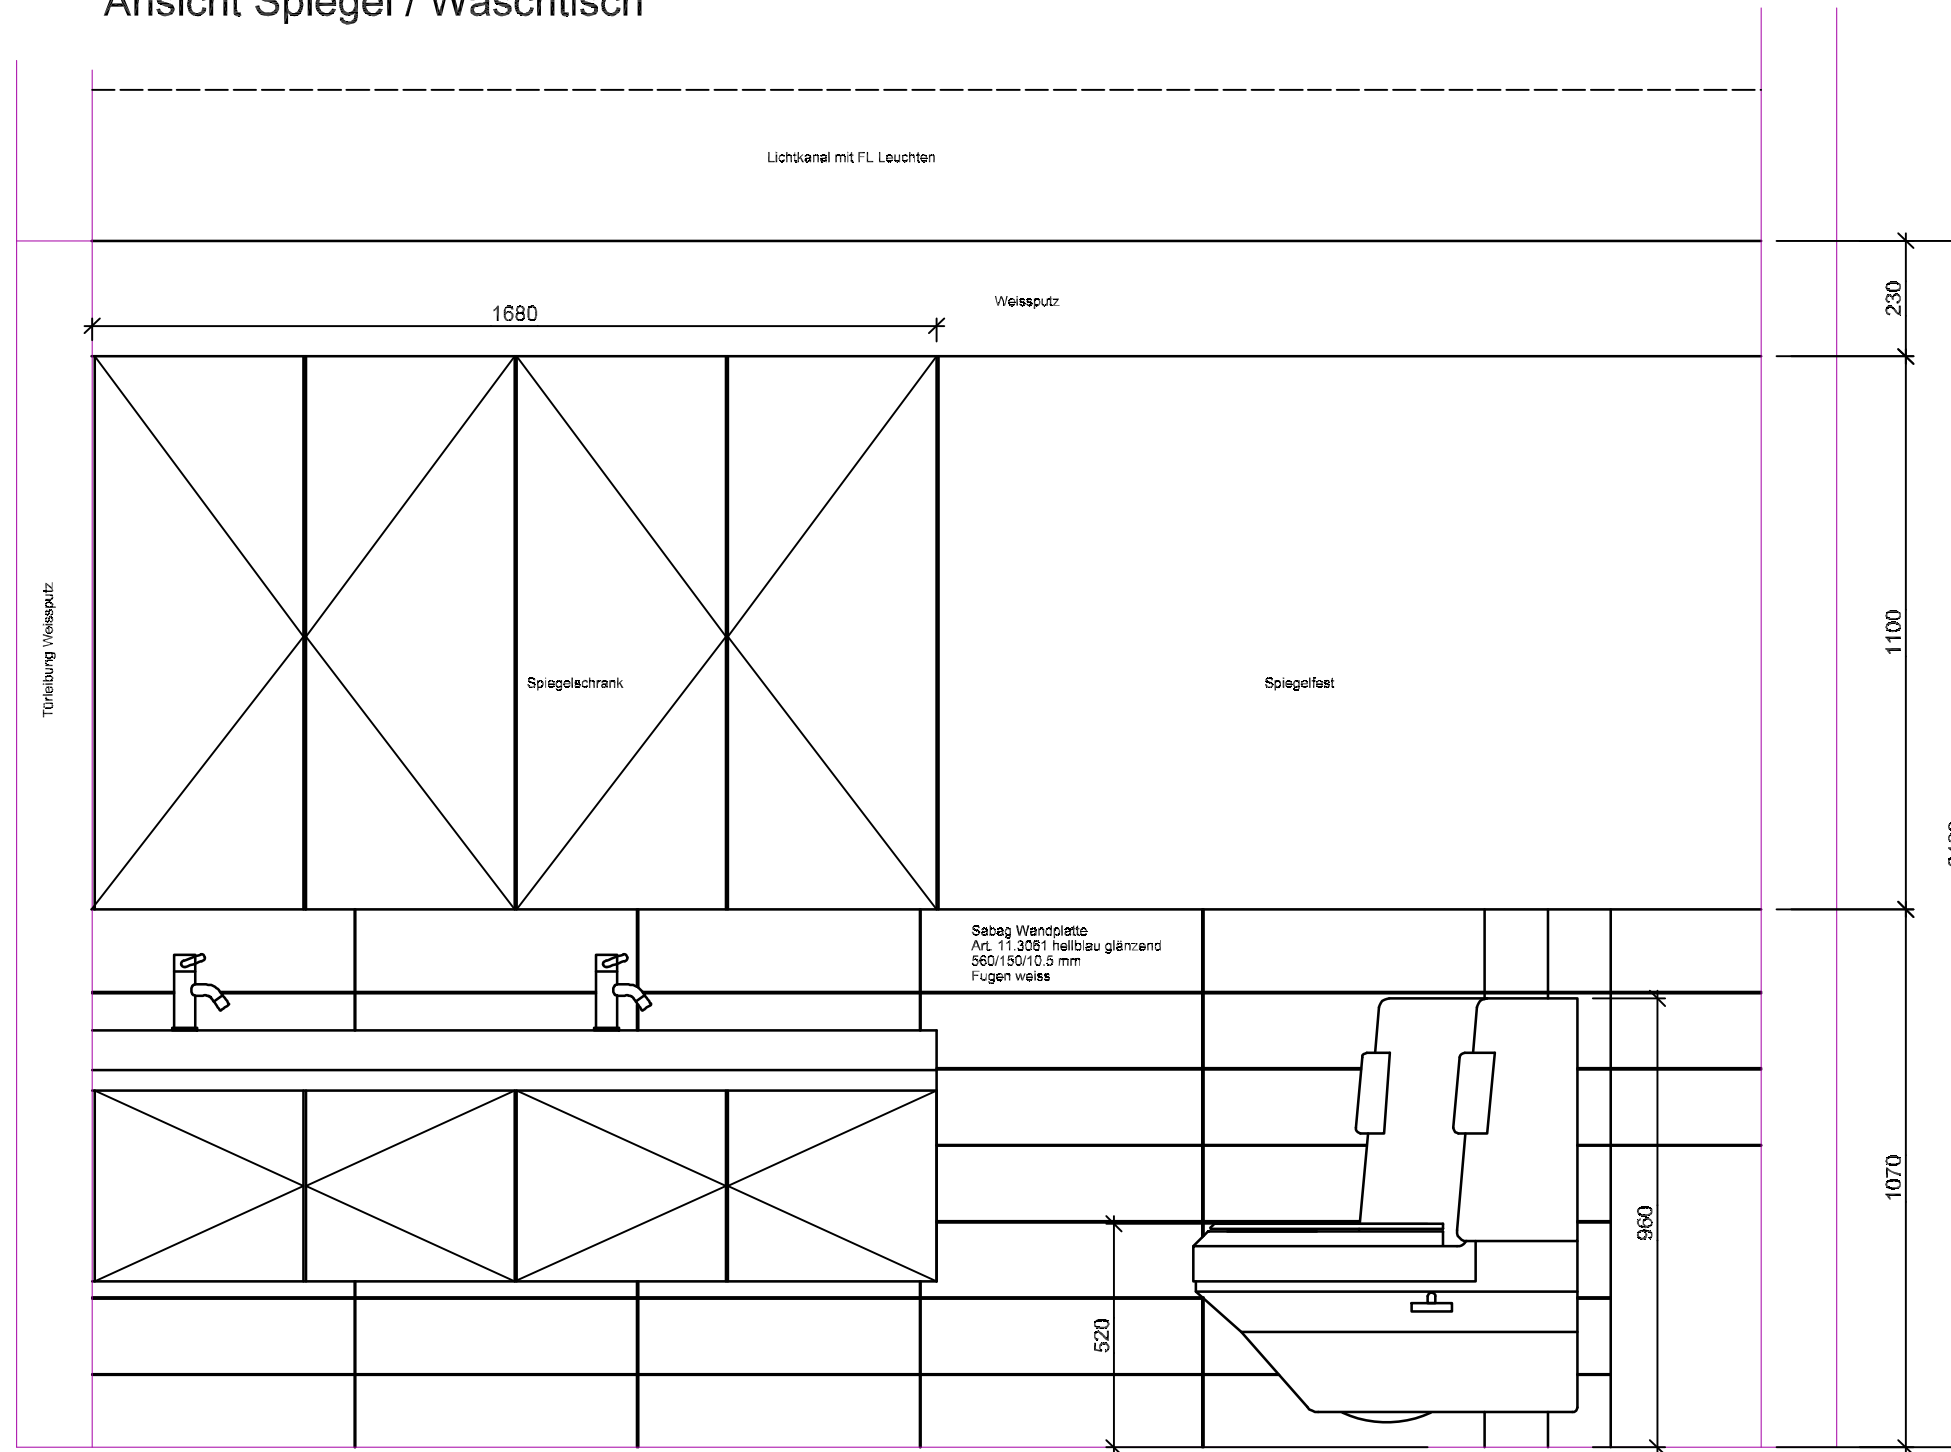 Ansicht Spiegel / Waschtisch
Lichtkanal mit FL Leuchten
Weissputz
1680
230
Türleibung Weissputz
Spiegelschrank
Spiegelfest
1100
Sabag Wandplatte
Art. 11.3061 hellblau glänzend
560/150/10.5 mm
Fugen weiss
1070
960
520